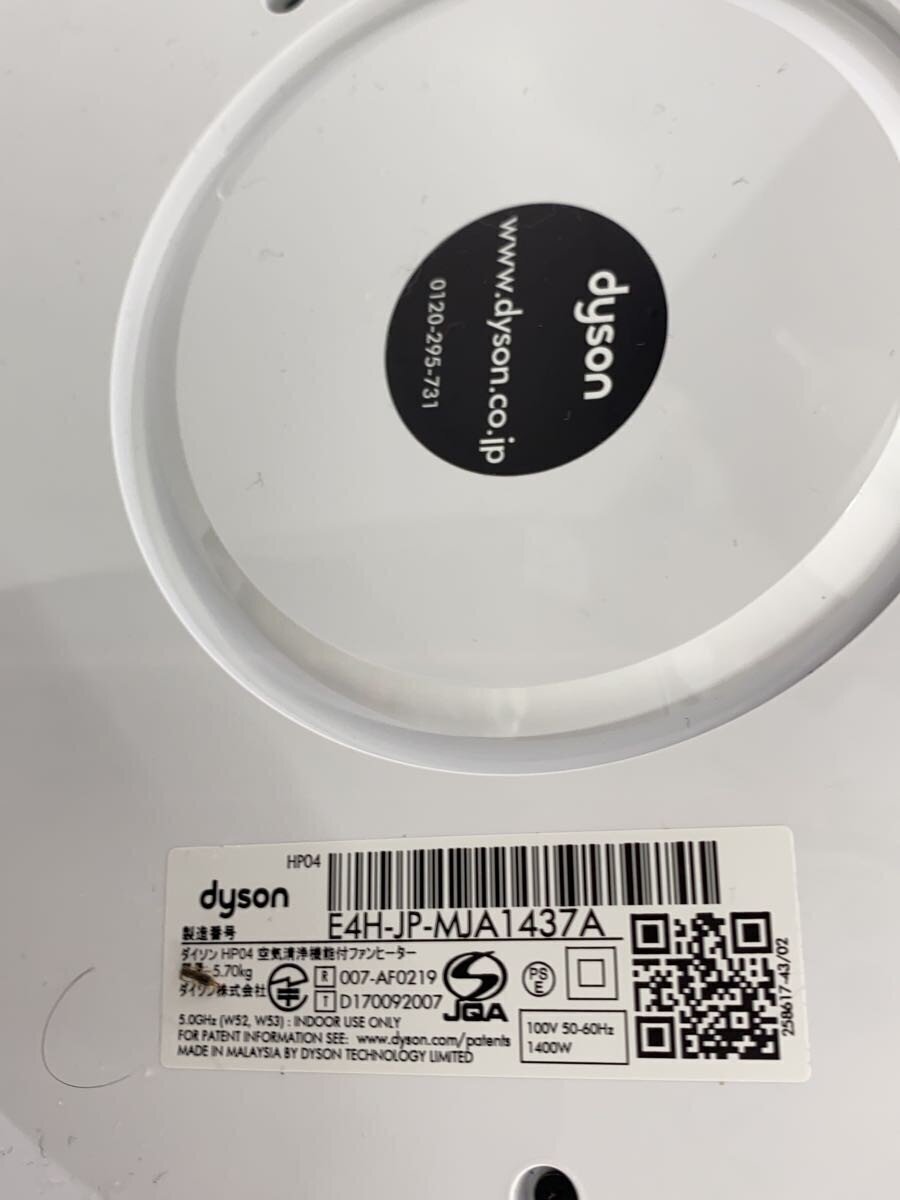 dyson
www.dyson.co.jp
0120-295-731
HP04
dyson
製造番号
E4H-JP-MJA1437A
ダイソン HP04 空気清浄機能付ファンヒーター
5.70kg
ダイソン株式会社
R 007-AF0219
T D170092007
JQA
PS
E
5.0GHz (W52, W53) : INDOOR USE ONLY
FOR PATENT INFORMATION SEE: www.dyson.com/patents
MADE IN MALAYSIA BY DYSON TECHNOLOGY LIMITED
100V 50-60Hz
1400W
258617-43/02